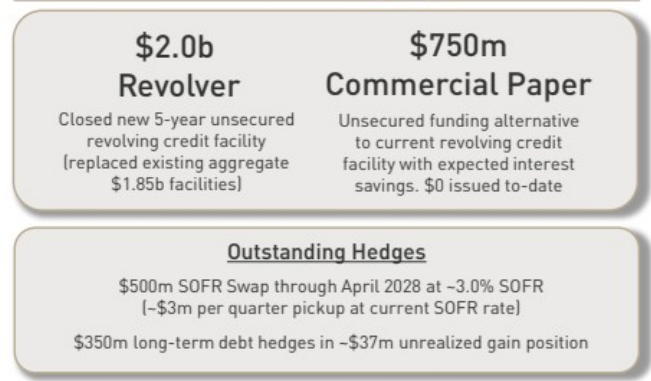 $2.0b
Revolver
Closed new 5-year unsecured
revolving credit facility
(replaced existing aggregate
$1.85b facilities)
$750m
Commercial Paper
Unsecured funding alternative
to current revolving credit
facility with expected interest
savings. $0 issued to-date
Outstanding Hedges
$500m SOFR Swap through April 2028 at ~3.0% SOFR
(~$3m per quarter pickup at current SOFR rate)
$350m long-term debt hedges in ~$37m unrealized gain position